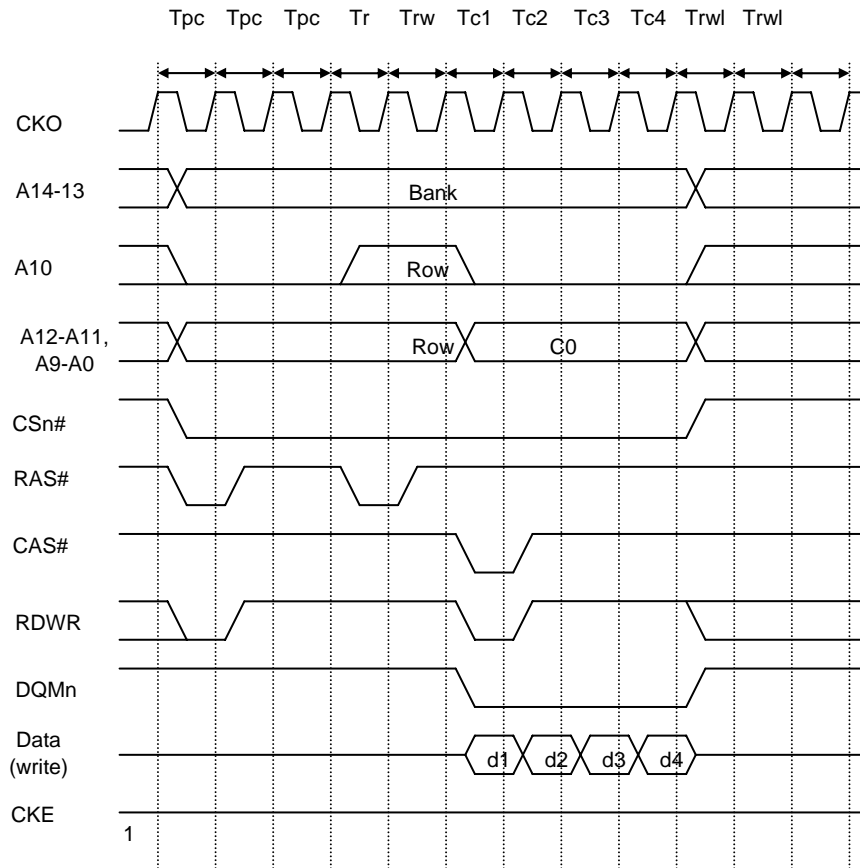 Tpc Tpc Tpc Tr Trw Tc1 Tc2 Tc3 Tc4 Trwl Trwl
CKO
A14-13 Bank
A10 Row
A12-A11,
A9-A0
Row C0
CSn#
RAS#
CAS#
RDWR
DQMn
Data
(write)
d1 d2 d3 d4
CKE
1